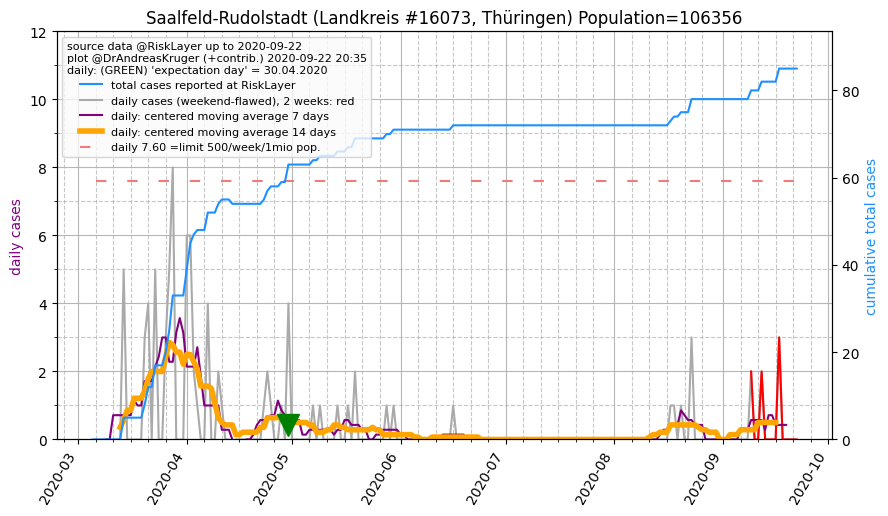 Saalfeld-Rudolstadt (Landkreis #16073, Thüringen) Population=106356
source data @RiskLayer up to 2020-09-22
plot @DrAndreasKruger (+contrib.) 2020-09-22 20:35
daily: (GREEN) 'expectation day' = 30.04.2020
total cases reported at RiskLayer
daily cases (weekend-flawed), 2 weeks: red
daily: centered moving average 7 days
daily: centered moving average 14 days
daily 7.60 =limit 500/week/1mio pop.
daily cases
12
10
8
6
4
2
0
cumulative total cases
80
60
40
20
0
2020-03
2020-04
2020-05
2020-06
2020-07
2020-08
2020-09
2020-10